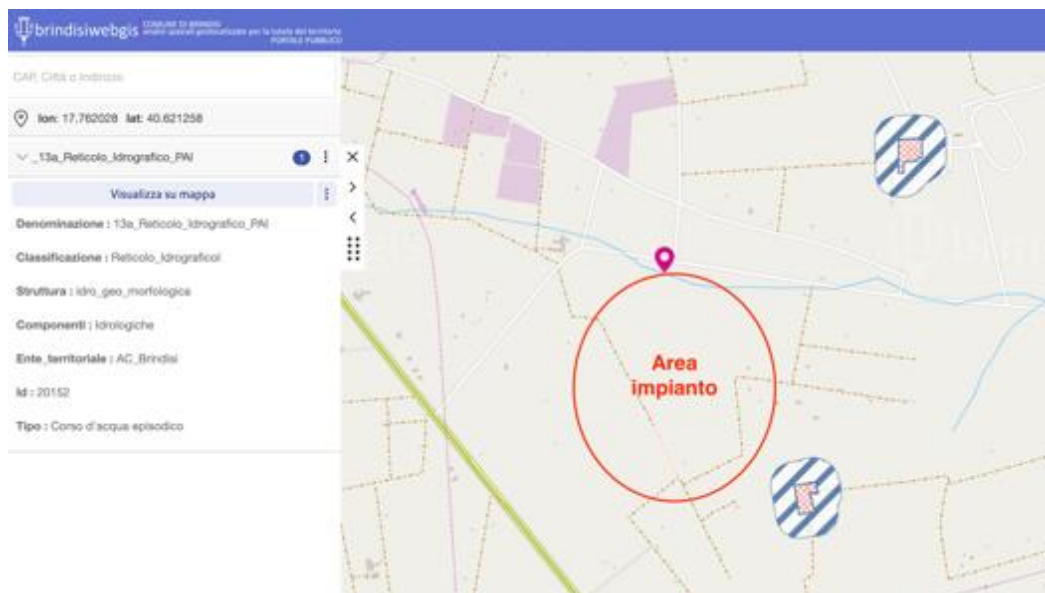 brindisiwebgis
COMUNE DI BRINDISI
PORTALE PUBBLICO
CAP, Città o Indirizzo
lon: 17.762028 lat: 40.621258
_13a_Reticolo_Idrografico_PAI
1
Visualizza su mappa
Denominazione : 13a_Reticolo_Idrografico_PAI
Classificazione : Reticolo_Idrograficol
Struttura : idro_geo_morfologica
Componenti : Idrologiche
Ente_territoriale : AC_Brindisi
Id : 20152
Tipo : Corso d'acqua episodico
Area
impianto